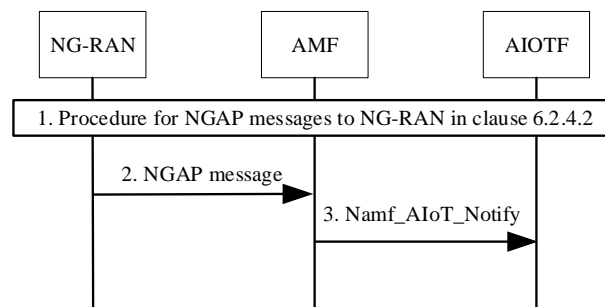 NG-RAN
AMF
AIOTF
1. Procedure for NGAP messages to NG-RAN in clause 6.2.4.2
2. NGAP message
3. Namf_AIoT_Notify